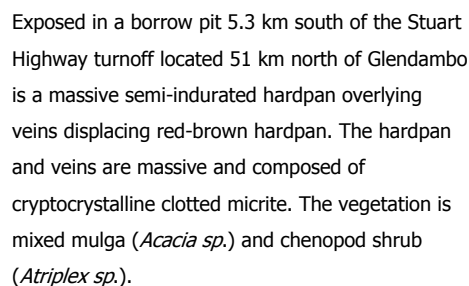 Exposed in a borrow pit 5.3 km south of the Stuart
Highway turnoff located 51 km north of Glendambo
is a massive semi-indurated hardpan overlying
veins displacing red-brown hardpan. The hardpan
and veins are massive and composed of
cryptocrystalline clotted micrite. The vegetation is
mixed mulga (Acacia sp.) and chenopod shrub
(Atriplex sp.).